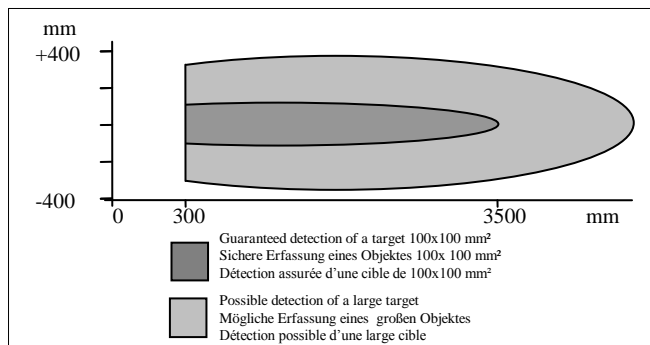 mm
+400
-400
0 300 3500 mm
Guaranteed detection of a target 100x100 mm²
Sichere Erfassung eines Objektes 100x 100 mm²
Détection assurée d’une cible de 100x100 mm²
Possible detection of a large target
Mögliche Erfassung eines großen Objektes
Détection possible d’une large cible